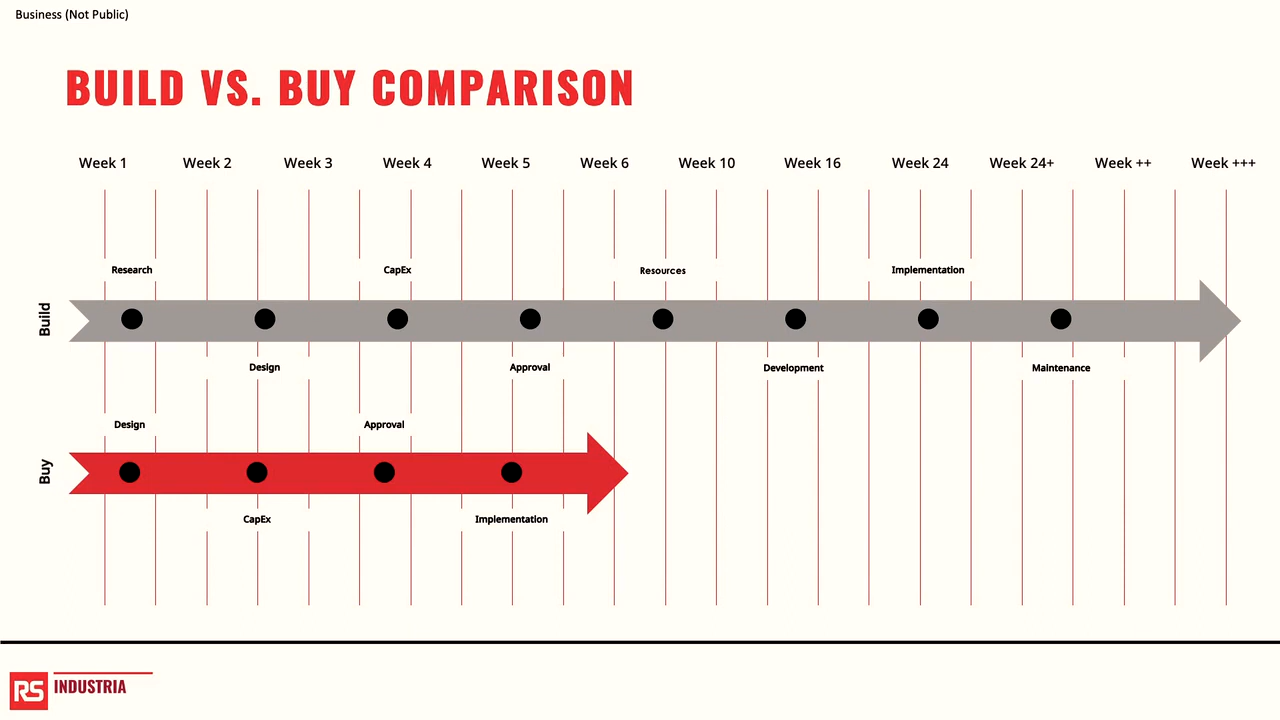 Business (Not Public)
BUILD VS. BUY COMPARISON
Week 1 Week 2 Week 3 Week 4 Week 5 Week 6 Week 10 Week 16 Week 24 Week 24+ Week ++ Week +++
Research CapEx Resources Implementation
Build
Design Approval Development Maintenance
Design Approval
Buy
CapEx Implementation
RS INDUSTRIA